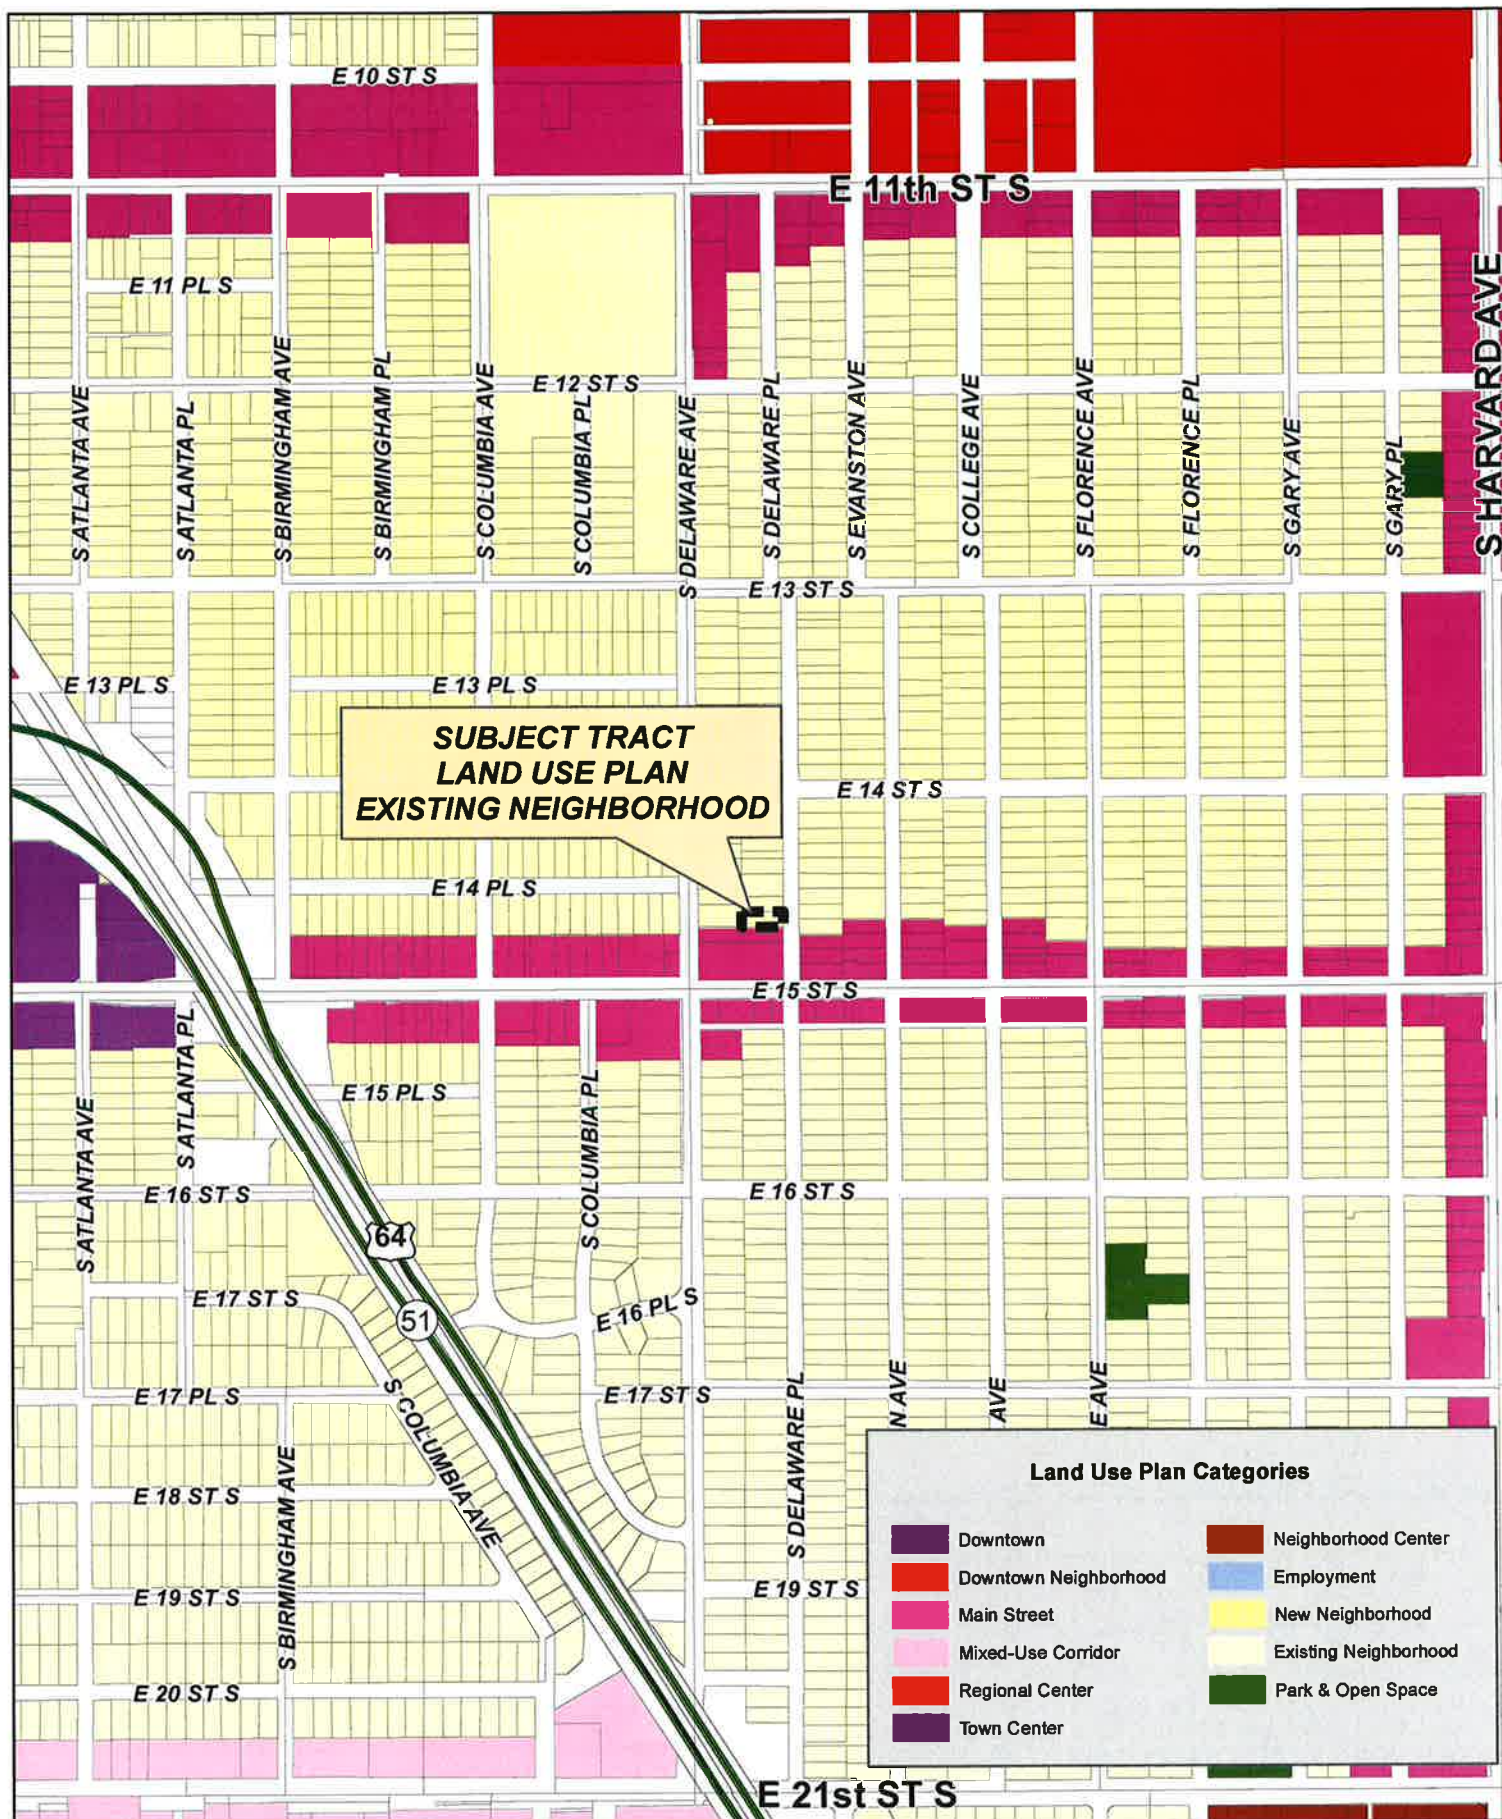 E 10 ST S
E 11th ST S
E 11 PL S
S HARVARD AVE
E 12 ST S
S ATLANTA AVE
S ATLANTA PL
S BIRMINGHAM AVE
S BIRMINGHAM PL
S COLUMBIA AVE
S COLUMBIA PL
S DELAWARE AVE
S DELAWARE PL
S EVANSTON AVE
S COLLEGE AVE
S FLORENCE AVE
S FLORENCE PL
S GARY AVE
S GARY PL
E 13 ST S
E 13 PL S
E 13 PL S
SUBJECT TRACT
LAND USE PLAN
EXISTING NEIGHBORHOOD
E 14 ST S
E 14 PL S
E 15 ST S
S ATLANTA AVE
S ATLANTA PL
E 15 PL S
S COLUMBIA PL
E 16 ST S
E 16 ST S
64
51
E 17 ST S
E 16 PL S
E 17 PL S
E 17 ST S
S COLUMBIA AVE
S DELAWARE PL
N AVE
AVE
E AVE
S BIRMINGHAM AVE
E 18 ST S
E 19 ST S
E 19 ST S
E 20 ST S
E 21st ST S
Land Use Plan Categories
Downtown
Downtown Neighborhood
Main Street
Mixed-Use Corridor
Regional Center
Town Center
Neighborhood Center
Employment
New Neighborhood
Existing Neighborhood
Park & Open Space